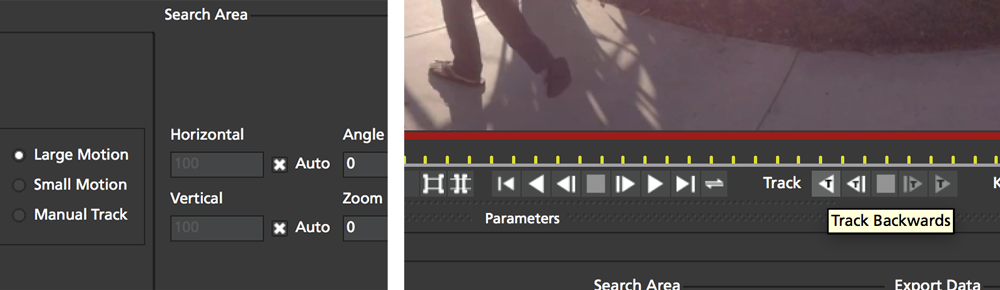 Search Area
Large Motion
Small Motion
Manual Track
Horizontal
Angle
100
Auto
0
Vertical
Zoom
100
Auto
0
Track
T
T
T
T
K
Parameters
Track Backwards
Search Area
Export Data